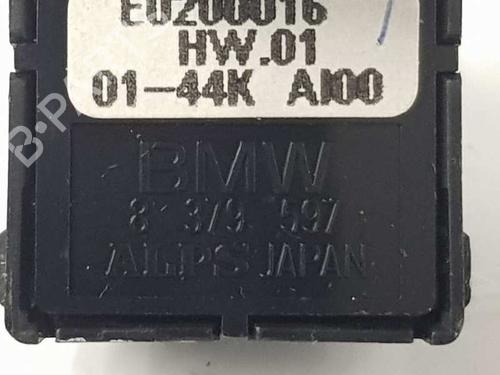 E0200016
HW.01
01-44K AI00
BMW
8 379 597
ALPS JAPAN